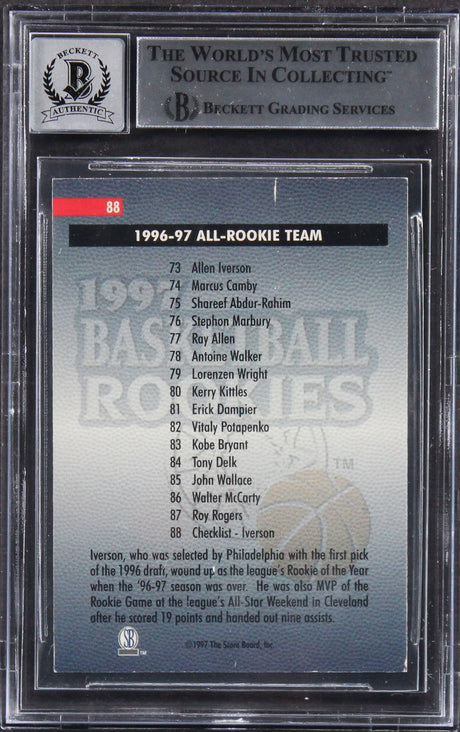 BECKETT
B
AUTHENTIC
THE WORLD'S MOST TRUSTED
SOURCE IN COLLECTING™
B BECKETT GRADING SERVICES
88
1996-97 ALL-ROOKIE TEAM
1997
BASKETBALL
ROOKIES
TM
73 Allen Iverson
74 Marcus Camby
75 Shareef Abdur-Rahim
76 Stephon Marbury
77 Ray Allen
78 Antoine Walker
79 Lorenzen Wright
80 Kerry Kittles
81 Erick Dampier
82 Vitaly Potapenko
83 Kobe Bryant
84 Tony Delk
85 John Wallace
86 Walter McCarty
87 Roy Rogers
88 Checklist - Iverson
Iverson, who was selected by Philadelphia with the first pick
of the 1996 draft, wound up as the league's Rookie of the Year
when the '96-97 season was over. He was also MVP of the
Rookie Game at the league's All-Star Weekend in Cleveland
after he scored 19 points and handed out nine assists.
SB TM
©1997 The Score Board, Inc.